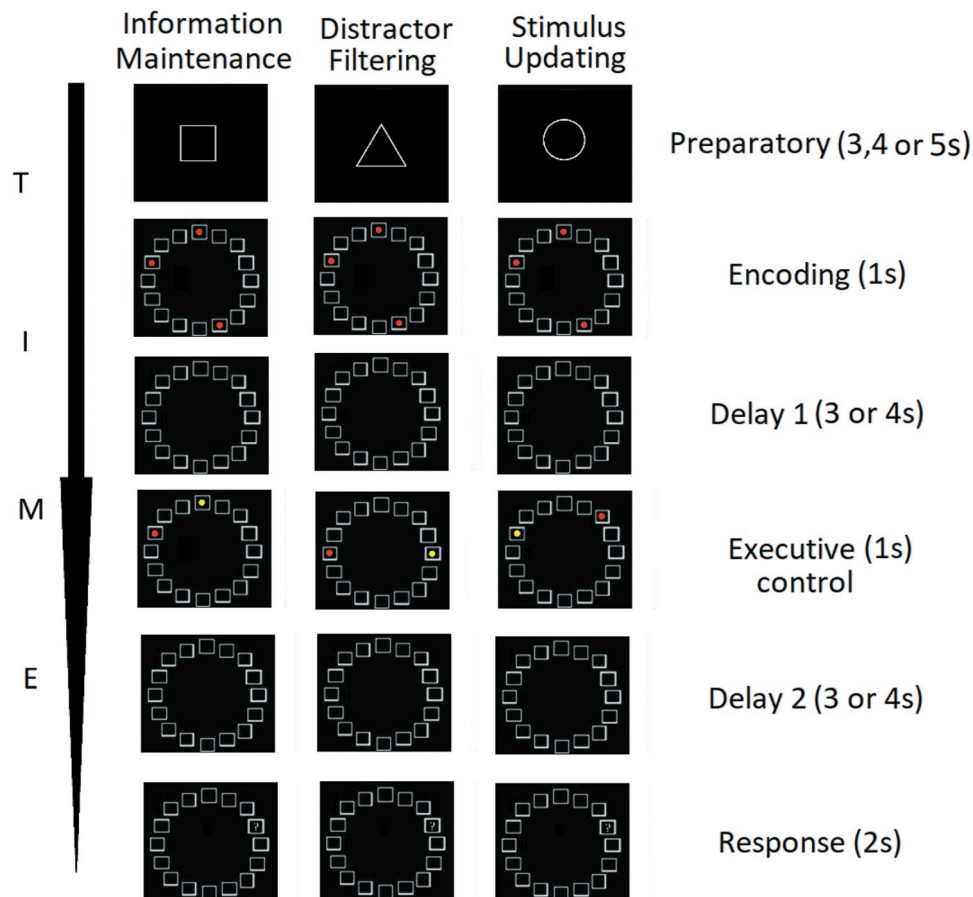 Information
Maintenance
Distractor
Filtering
Stimulus
Updating
Preparatory (3,4 or 5s)
T
Encoding (1s)
I
Delay 1 (3 or 4s)
M
Executive (1s)
control
E
Delay 2 (3 or 4s)
? ? ?
Response (2s)